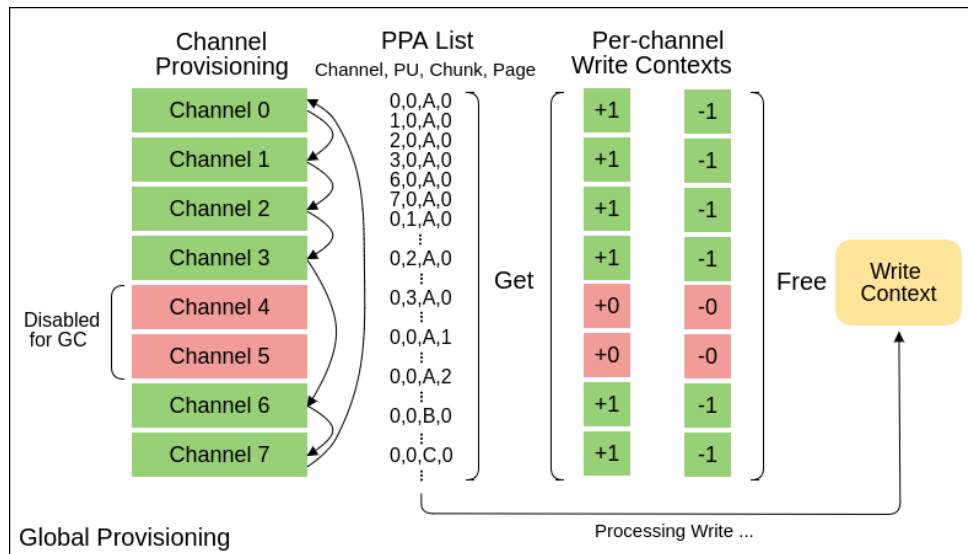 Channel
Provisioning
Channel 0
Channel 1
Channel 2
Channel 3
Channel 4
Channel 5
Channel 6
Channel 7
Disabled
for GC
PPA List
Channel, PU, Chunk, Page
0,0,A,0
1,0,A,0
2,0,A,0
3,0,A,0
6,0,A,0
7,0,A,0
0,1,A,0
0,2,A,0
0,3,A,0
0,0,A,1
0,0,A,2
0,0,B,0
0,0,C,0
Get
Per-channel
Write Contexts
+1 -1
+1 -1
+1 -1
+1 -1
+0 -0
+0 -0
+1 -1
+1 -1
Free
Write
Context
Processing Write ...
Global Provisioning